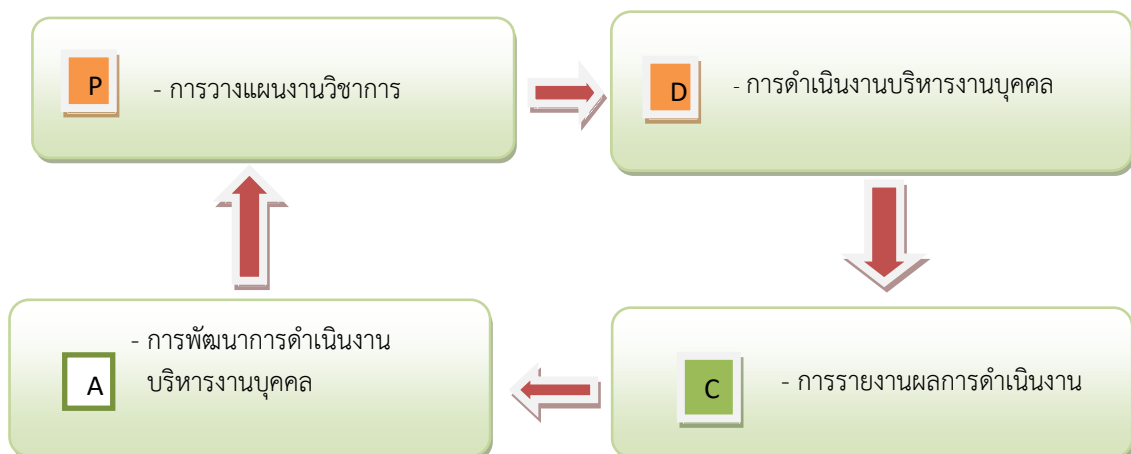 P
- การวางแผนงานวิชาการ
D
- การดำเนินงานบริหารงานบุคคล
A
- การพัฒนาการดำเนินงาน
บริหารงานบุคคล
C
- การรายงานผลการดำเนินงาน